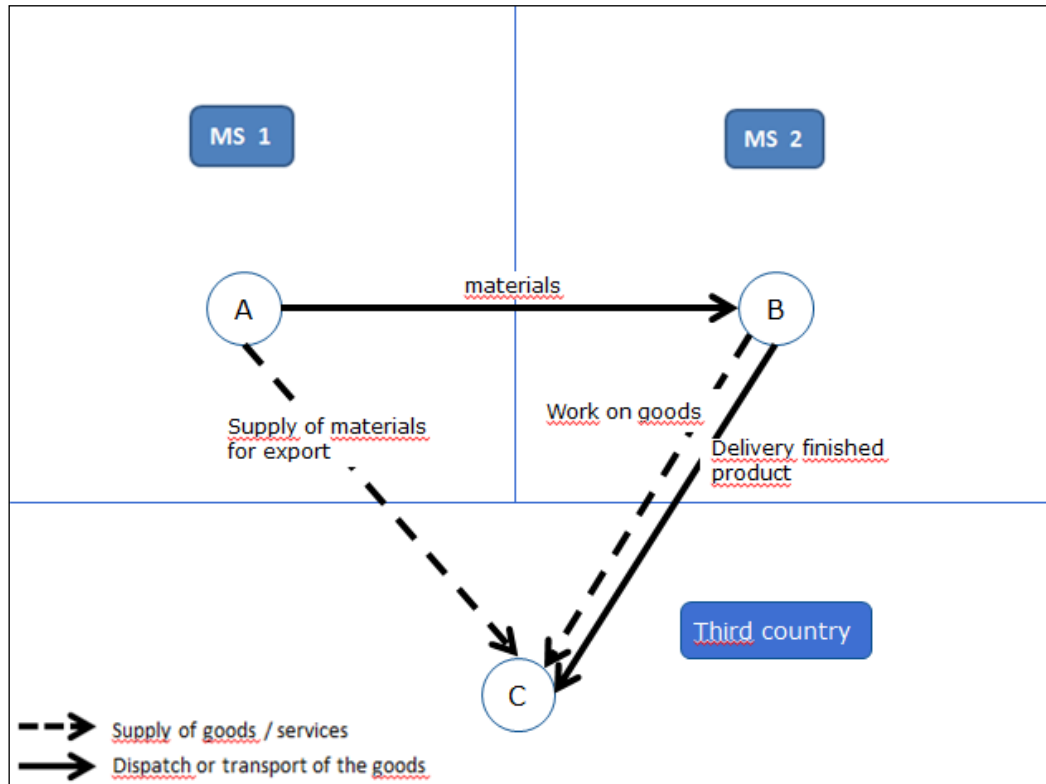 MS 1
MS 2
materials
A
B
Work on goods
Supply of materials
for export
Delivery finished
product
Third country
C
Supply of goods / services
Dispatch or transport of the goods